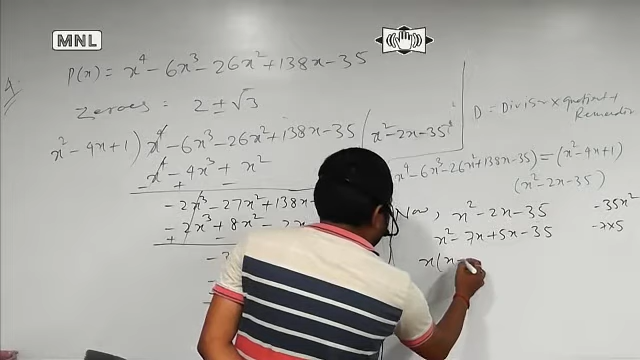 MNL
4.
P(x) = x⁴ - 6x³ - 26x² + 138x - 35
Zeroes = 2 ± √3
x² - 4x + 1) x⁴ - 6x³ - 26x² + 138x - 35 (x² - 2x - 35
x⁴ - 4x³ + x²
- + -
- 2x³ - 27x² + 138x
- 2x³ + 8x² - 2x
+ -
D = Divisor × quotient +
Remainder
x⁴ - 6x³ - 26x² + 138x - 35) = (x² - 4x + 1)
(x² - 2x - 35)
Now, x² - 2x - 35 -35x²
x² - 7x + 5x - 35 -7×5
x(x -